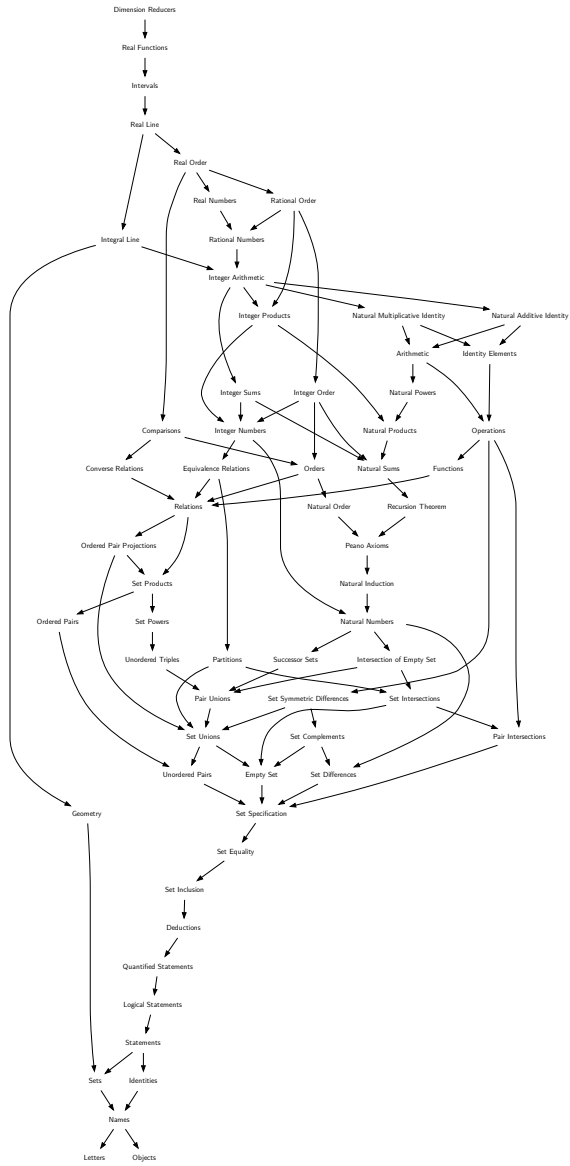 Dimension Reducers
Real Functions
Intervals
Real Line
Real Order
Real Numbers
Rational Order
Integral Line
Rational Numbers
Integer Arithmetic
Integer Products
Natural Multiplicative Identity
Natural Additive Identity
Arithmetic
Identity Elements
Integer Sums
Integer Order
Natural Powers
Comparisons
Integer Numbers
Natural Products
Operations
Converse Relations
Equivalence Relations
Orders
Natural Sums
Functions
Relations
Natural Order
Recursion Theorem
Ordered Pair Projections
Peano Axioms
Set Products
Natural Induction
Ordered Pairs
Set Powers
Natural Numbers
Unordered Triples
Partitions
Successor Sets
Intersection of Empty Set
Pair Unions
Set Symmetric Differences
Set Intersections
Set Unions
Set Complements
Pair Intersections
Unordered Pairs
Empty Set
Set Differences
Geometry
Set Specification
Set Equality
Set Inclusion
Deductions
Quantified Statements
Logical Statements
Statements
Sets
Identities
Names
Letters
Objects